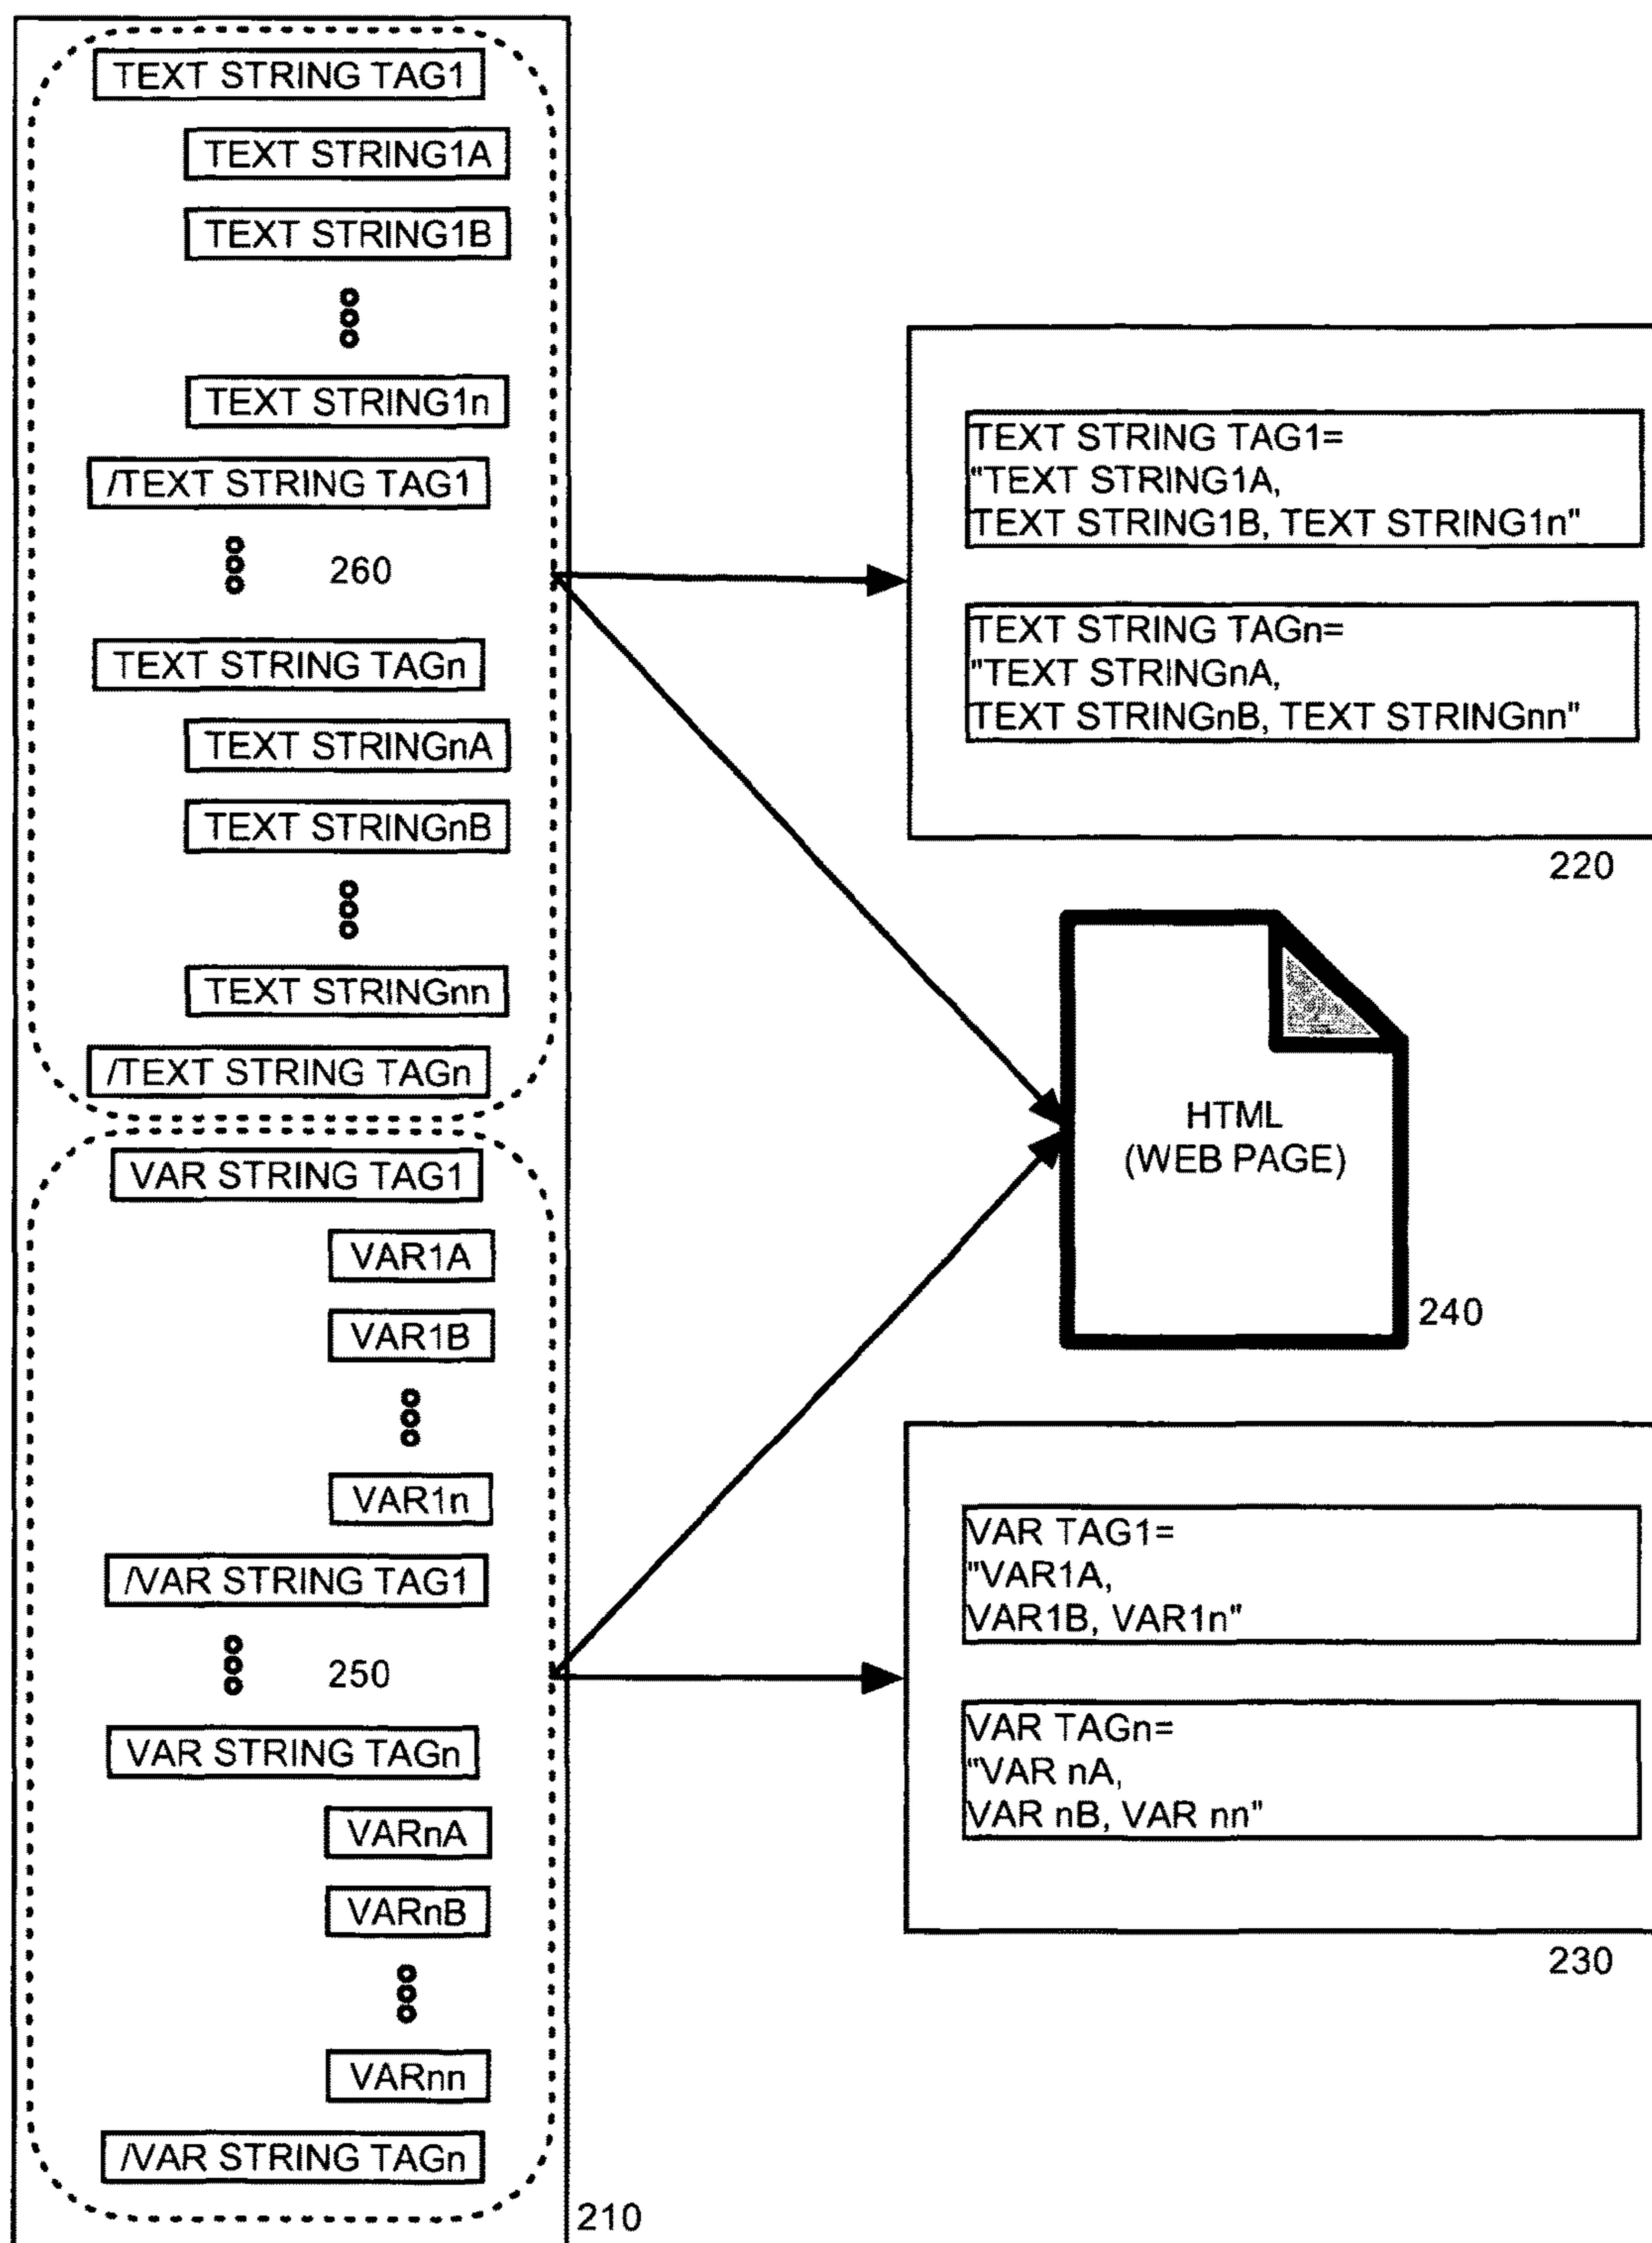 TEXT STRING TAG1
TEXT STRING1A
TEXT STRING1B
TEXT STRING1n
/TEXT STRING TAG1
260
TEXT STRING TAGn
TEXT STRINGnA
TEXT STRINGnB
TEXT STRINGnn
/TEXT STRING TAGn
VAR STRING TAG1
VAR1A
VAR1B
VAR1n
/VAR STRING TAG1
250
VAR STRING TAGn
VARnA
VARnB
VARnn
/VAR STRING TAGn
210
TEXT STRING TAG1=
"TEXT STRING1A,
TEXT STRING1B, TEXT STRING1n"
TEXT STRING TAGn=
"TEXT STRINGnA,
TEXT STRINGnB, TEXT STRINGnn"
220
HTML
(WEB PAGE)
240
VAR TAG1=
"VAR1A,
VAR1B, VAR1n"
VAR TAGn=
"VAR nA,
VAR nB, VAR nn"
230